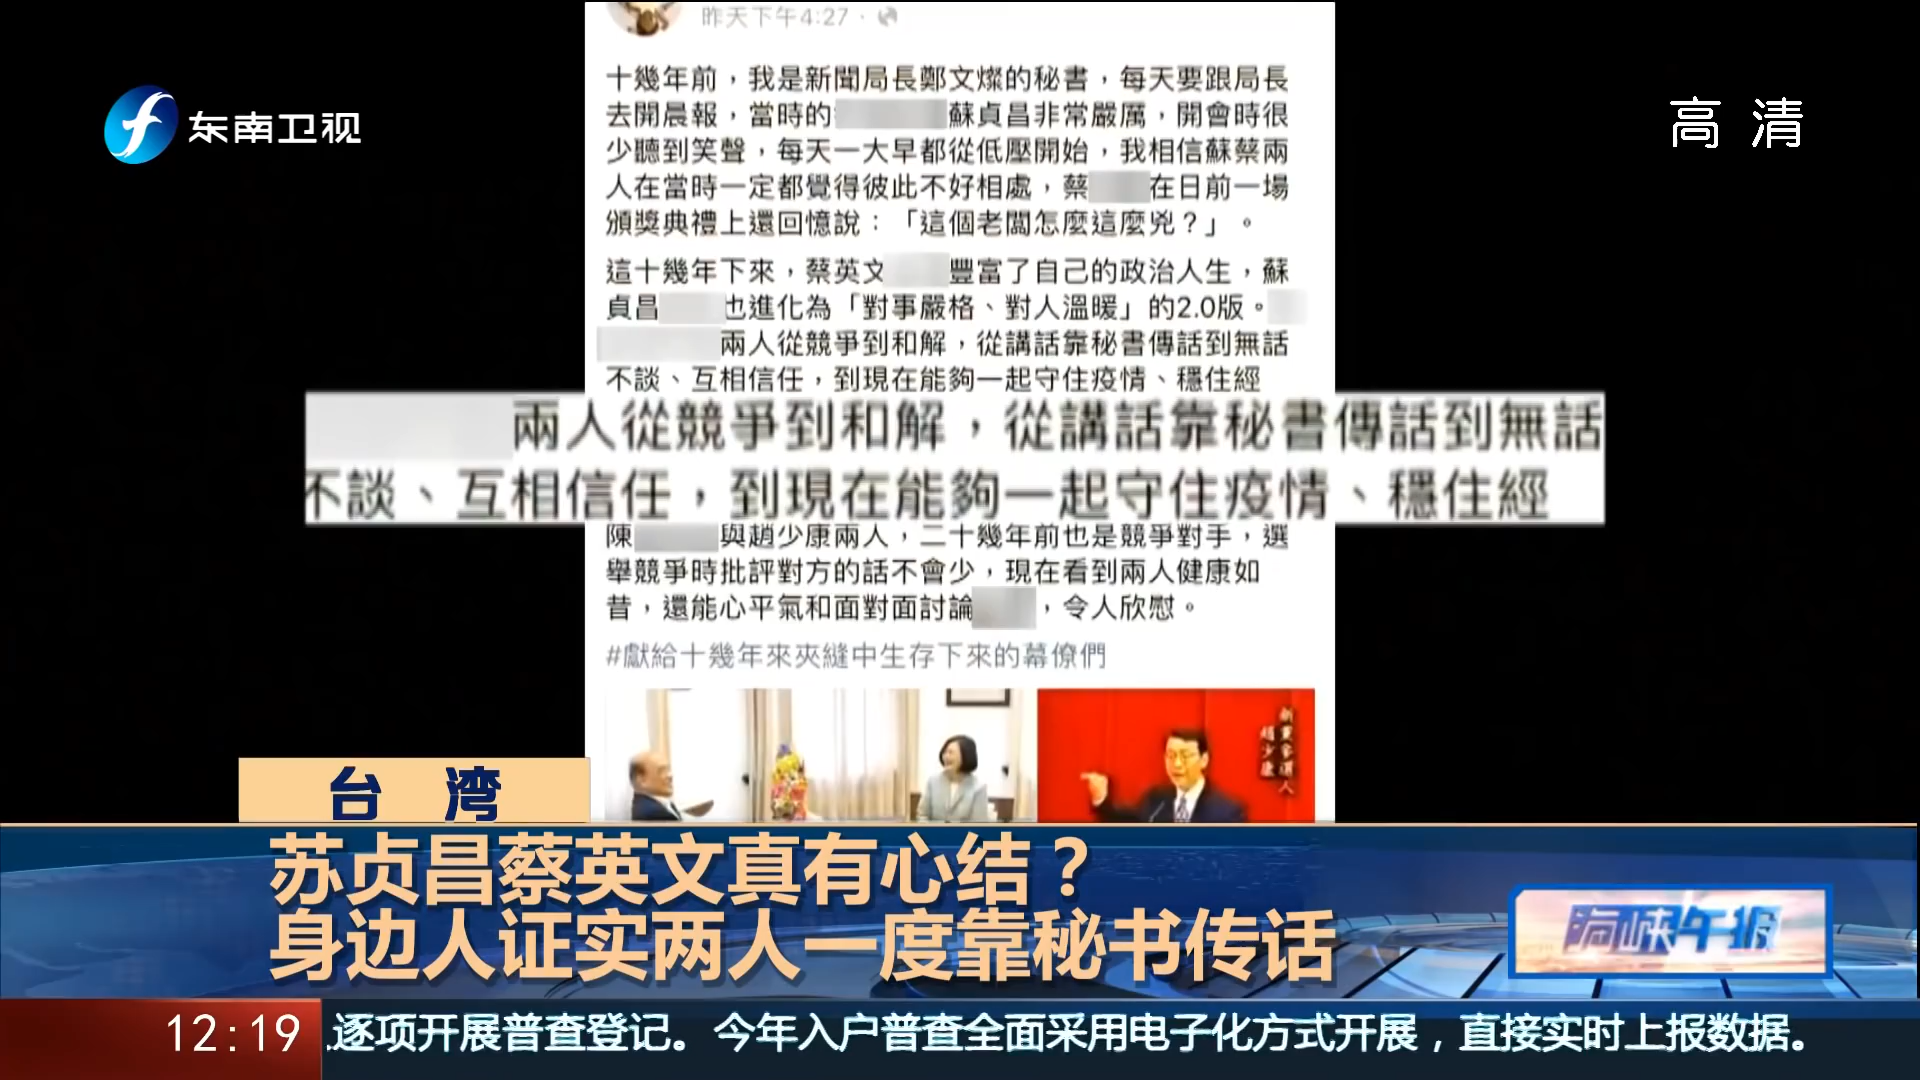 昨天下午4:27
东南卫视
高清
十幾年前，我是新聞局長鄭文燦的秘書，每天要跟局長
去開晨報，當時的 蘇貞昌非常嚴厲，開會時很
少聽到笑聲，每天一大早都從低壓開始，我相信蘇蔡兩
人在當時一定都覺得彼此不好相處，蔡 在日前一場
頒獎典禮上還回憶說：「這個老闆怎麼這麼兇？」。
這十幾年下來，蔡英文 豐富了自己的政治人生，蘇
貞昌 也進化為「對事嚴格、對人溫暖」的2.0版。
兩人從競爭到和解，從講話靠秘書傳話到無話
不談、互相信任，到現在能夠一起守住疫情、穩住經
兩人從競爭到和解，從講話靠秘書傳話到無話
不談、互相信任，到現在能夠一起守住疫情、穩住經
陳 與趙少康兩人，二十幾年前也是競爭對手，選
舉競爭時批評對方的話不會少，現在看到兩人健康如
昔，還能心平氣和面對面討論 ，令人欣慰。
#獻給十幾年來夾縫中生存下來的幕僚們
趙少康
台湾
苏贞昌蔡英文真有心结？
身边人证实两人一度靠秘书传话
海峡午报
12:19
逐项开展普查登记。今年入户普查全面采用电子化方式开展，直接实时上报数据。